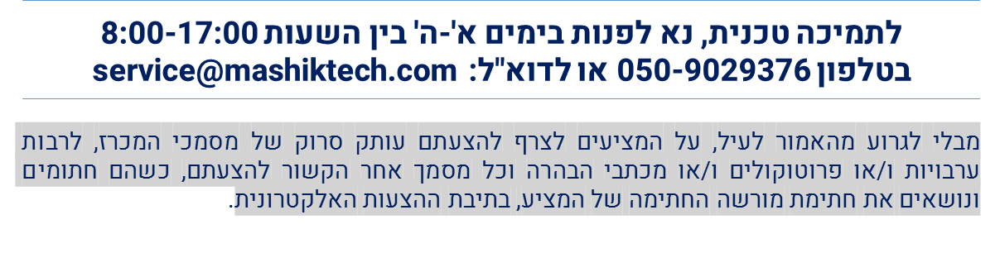 לתמיכה טכנית, נא לפנות בימים א'-ה' בין השעות 8:00-17:00
בטלפון 050-9029376 או לדוא"ל: service@mashiktech.com
מבלי לגרוע מהאמור לעיל, על המציעים לצרף להצעתם עותק סרוק של מסמכי המכרז, לרבות
ערבויות ו/או פרוטוקולים ו/או מכתבי הבהרה וכל מסמך אחר הקשור להצעתם, כשהם חתומים
ונושאים את חתימת מורשה החתימה של המציע, בתיבת ההצעות האלקטרונית.